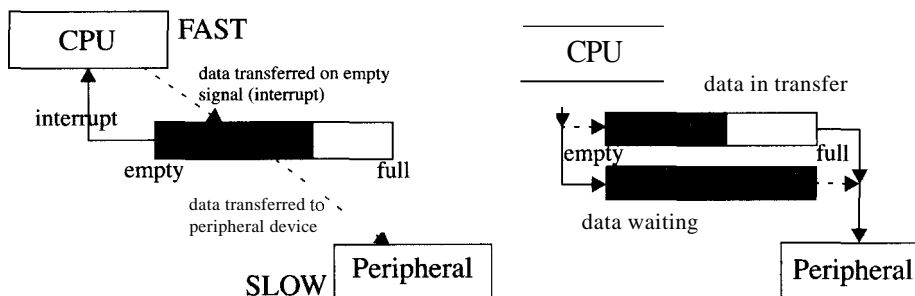 CPU
FAST
data transferred on empty
signal (interrupt)
interrupt
empty
full
data transferred to
peripheral device
SLOW
Peripheral
CPU
data in transfer
empty
full
data waiting
Peripheral